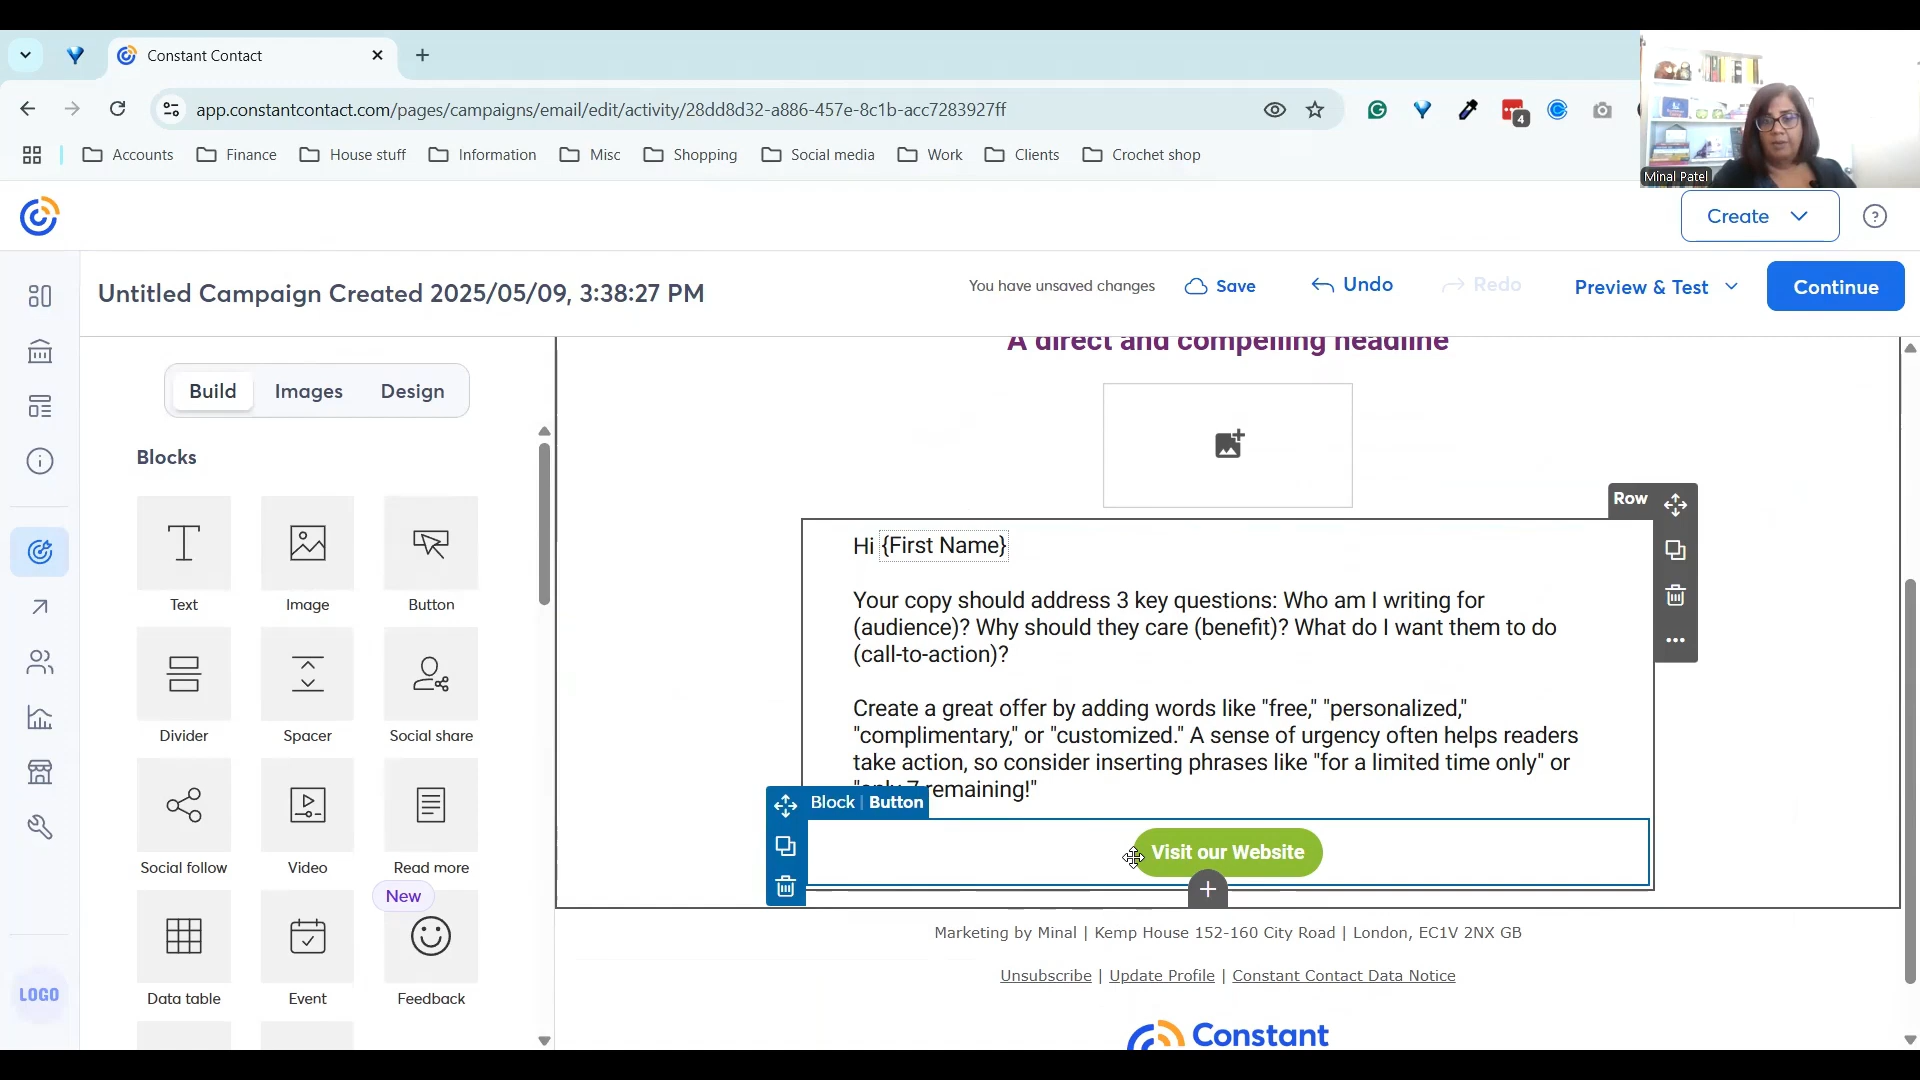 Constant Contact
app.constantcontact.com/pages/campaigns/email/edit/activity/28dd8d32-a886-457e-8c1b-acc7283927ff
4
Accounts
Finance
House stuff
Information
Misc
Shopping
Social media
Work
Clients
Crochet shop
Minal Patel
Create
Untitled Campaign Created 2025/05/09, 3:38:27 PM
You have unsaved changes
Save
Undo
Redo
Preview & Test
Continue
Build
Images
Design
Blocks
Text
Image
Button
Divider
Spacer
Social share
Social follow
Video
Read more
New
Data table
Event
Feedback
LOGO
A direct and compelling headline
Row
Hi {First Name}
Your copy should address 3 key questions: Who am I writing for
(audience)? Why should they care (benefit)? What do I want them to do
(call-to-action)?
Create a great offer by adding words like "free," "personalized,"
"complimentary," or "customized." A sense of urgency often helps readers
take action, so consider inserting phrases like "for a limited time only" or
"only 7 remaining!"
Block | Button
Visit our Website
Marketing by Minal | Kemp House 152-160 City Road | London, EC1V 2NX GB
Unsubscribe | Update Profile | Constant Contact Data Notice
Constant